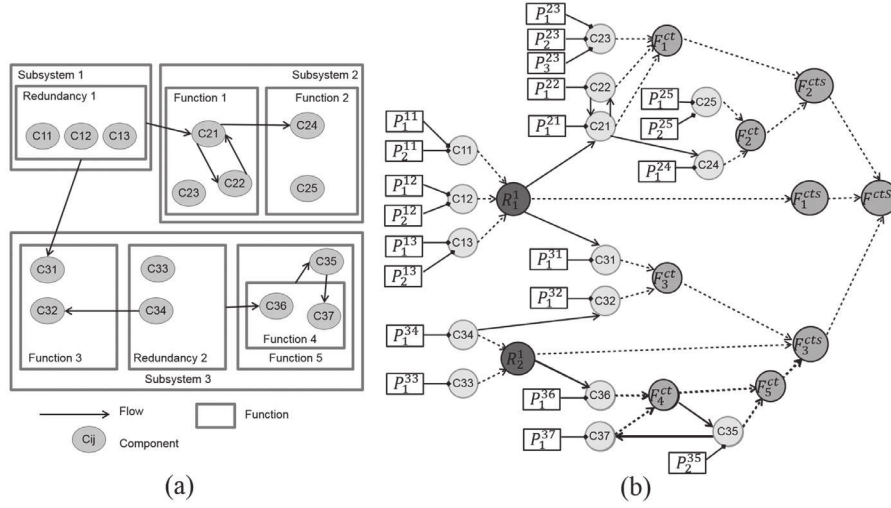 Subsystem 1
Redundancy 1
C11 C12 C13
Subsystem 2
Function 1
Function 2
C21
C24
C22
C23
C25
C31
C33
C35
C32
C34
C36
C37
Function 4
Function 3
Redundancy 2
Function 5
Subsystem 3
Flow
Function
Cij
Component
(a)
P_1^{23}
P_2^{23}
C23
F_1^{ct}
P_3^{23}
P_1^{22}
C22
F_2^{cts}
P_1^{25}
C25
P_1^{21}
C21
P_2^{25}
F_2^{ct}
P_1^{11}
P_2^{11}
C11
P_1^{24}
C24
P_1^{12}
C12
R_1^1
F_1^{cts}
F^{ctS}
P_2^{12}
P_1^{13}
C13
P_2^{13}
P_1^{31}
C31
F_3^{ct}
P_1^{32}
C32
P_1^{34}
C34
R_2^1
F_3^{cts}
P_1^{33}
C33
P_1^{36}
C36
F_4^{ct}
F_5^{ct}
P_1^{37}
C37
C35
P_2^{35}
(b)